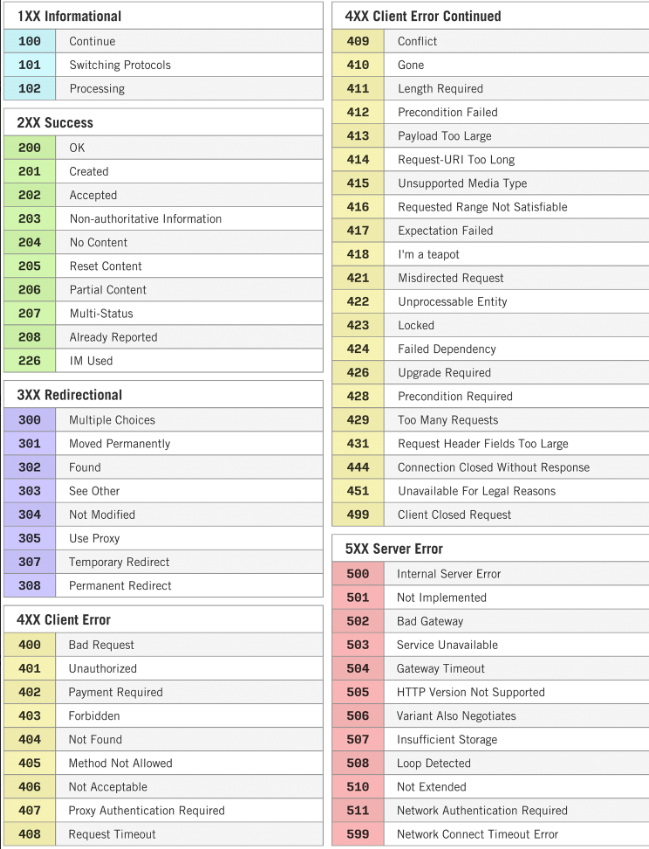 1XX Informational
100 Continue
101 Switching Protocols
102 Processing
2XX Success
200 OK
201 Created
202 Accepted
203 Non-authoritative Information
204 No Content
205 Reset Content
206 Partial Content
207 Multi-Status
208 Already Reported
226 IM Used
3XX Redirectional
300 Multiple Choices
301 Moved Permanently
302 Found
303 See Other
304 Not Modified
305 Use Proxy
307 Temporary Redirect
308 Permanent Redirect
4XX Client Error
400 Bad Request
401 Unauthorized
402 Payment Required
403 Forbidden
404 Not Found
405 Method Not Allowed
406 Not Acceptable
407 Proxy Authentication Required
408 Request Timeout
4XX Client Error Continued
409 Conflict
410 Gone
411 Length Required
412 Precondition Failed
413 Payload Too Large
414 Request-URI Too Long
415 Unsupported Media Type
416 Requested Range Not Satisfiable
417 Expectation Failed
418 I'm a teapot
421 Misdirected Request
422 Unprocessable Entity
423 Locked
424 Failed Dependency
426 Upgrade Required
428 Precondition Required
429 Too Many Requests
431 Request Header Fields Too Large
444 Connection Closed Without Response
451 Unavailable For Legal Reasons
499 Client Closed Request
5XX Server Error
500 Internal Server Error
501 Not Implemented
502 Bad Gateway
503 Service Unavailable
504 Gateway Timeout
505 HTTP Version Not Supported
506 Variant Also Negotiates
507 Insufficient Storage
508 Loop Detected
510 Not Extended
511 Network Authentication Required
599 Network Connect Timeout Error